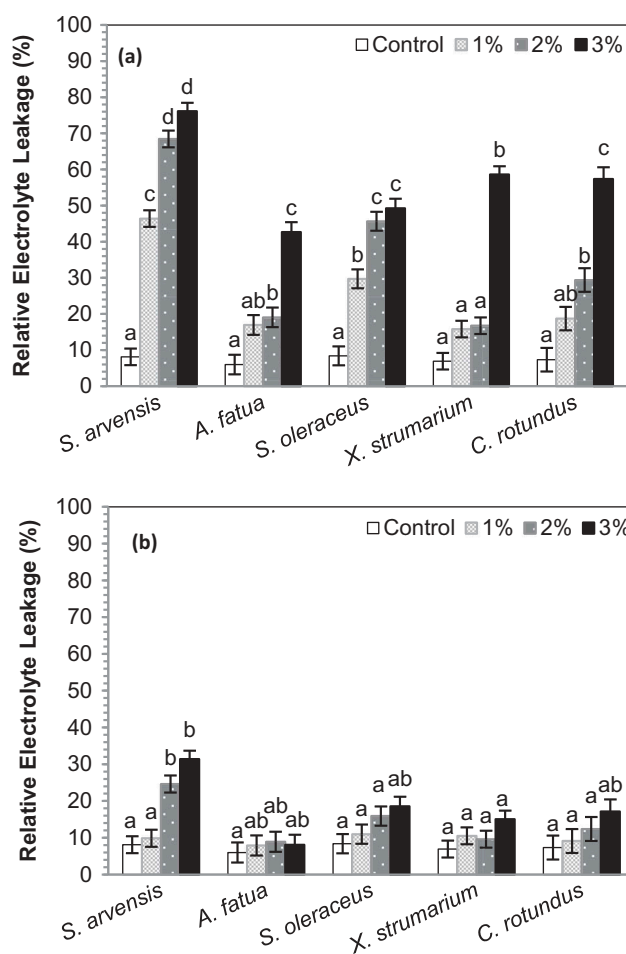 Relative Electrolyte Leakage (%)
100
90
80
70
60
50
40
30
20
10
0
(a)
Control 1% 2% 3%
a c d d
a ab b c
a b c c
a a a b
a ab b c
S. arvensis
A. fatua
S. oleraceus
X. strumarium
C. rotundus
Relative Electrolyte Leakage (%)
100
90
80
70
60
50
40
30
20
10
0
(b)
Control 1% 2% 3%
a a b b
a ab ab a
a a a ab
a a a a
a a a ab
S. arvensis
A. fatua
S. oleraceus
X. strumarium
C. rotundus